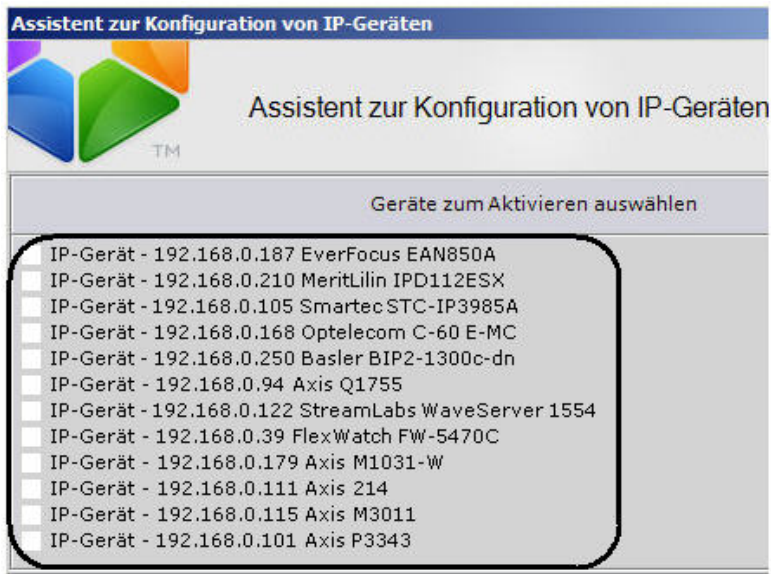 Assistent zur Konfiguration von IP-Geräten
Assistent zur Konfiguration von IP-Geräten
TM
Geräte zum Aktivieren auswählen
IP-Gerät - 192.168.0.187 EverFocus EAN850A
IP-Gerät - 192.168.0.210 MeritLilin IPD112ESX
IP-Gerät - 192.168.0.105 Smartec STC-IP3985A
IP-Gerät - 192.168.0.168 Optelecom C-60 E-MC
IP-Gerät - 192.168.0.250 Basler BIP2-1300c-dn
IP-Gerät - 192.168.0.94 Axis Q1755
IP-Gerät - 192.168.0.122 StreamLabs WaveServer 1554
IP-Gerät - 192.168.0.39 FlexWatch FW-5470C
IP-Gerät - 192.168.0.179 Axis M1031-W
IP-Gerät - 192.168.0.111 Axis 214
IP-Gerät - 192.168.0.115 Axis M3011
IP-Gerät - 192.168.0.101 Axis P3343